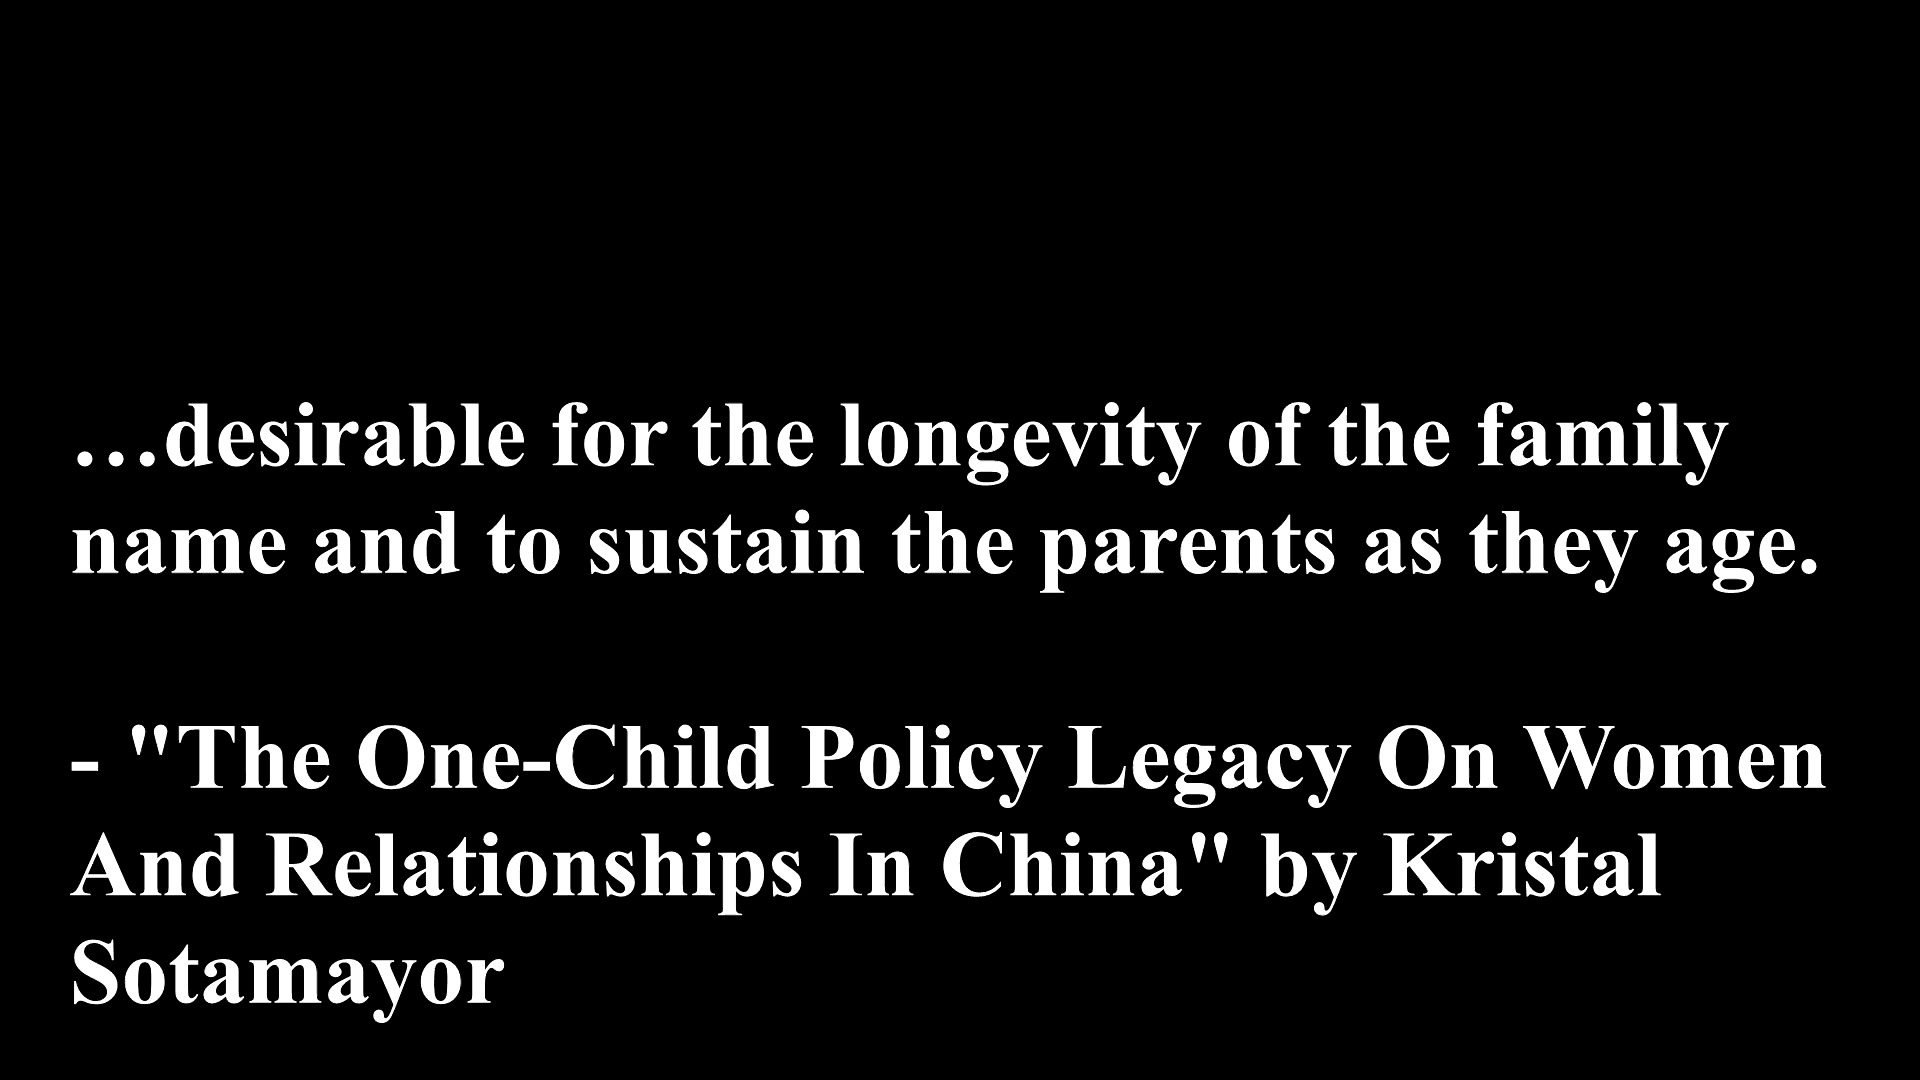 …desirable for the longevity of the family
name and to sustain the parents as they age.
- "The One-Child Policy Legacy On Women
And Relationships In China" by Kristal
Sotamayor